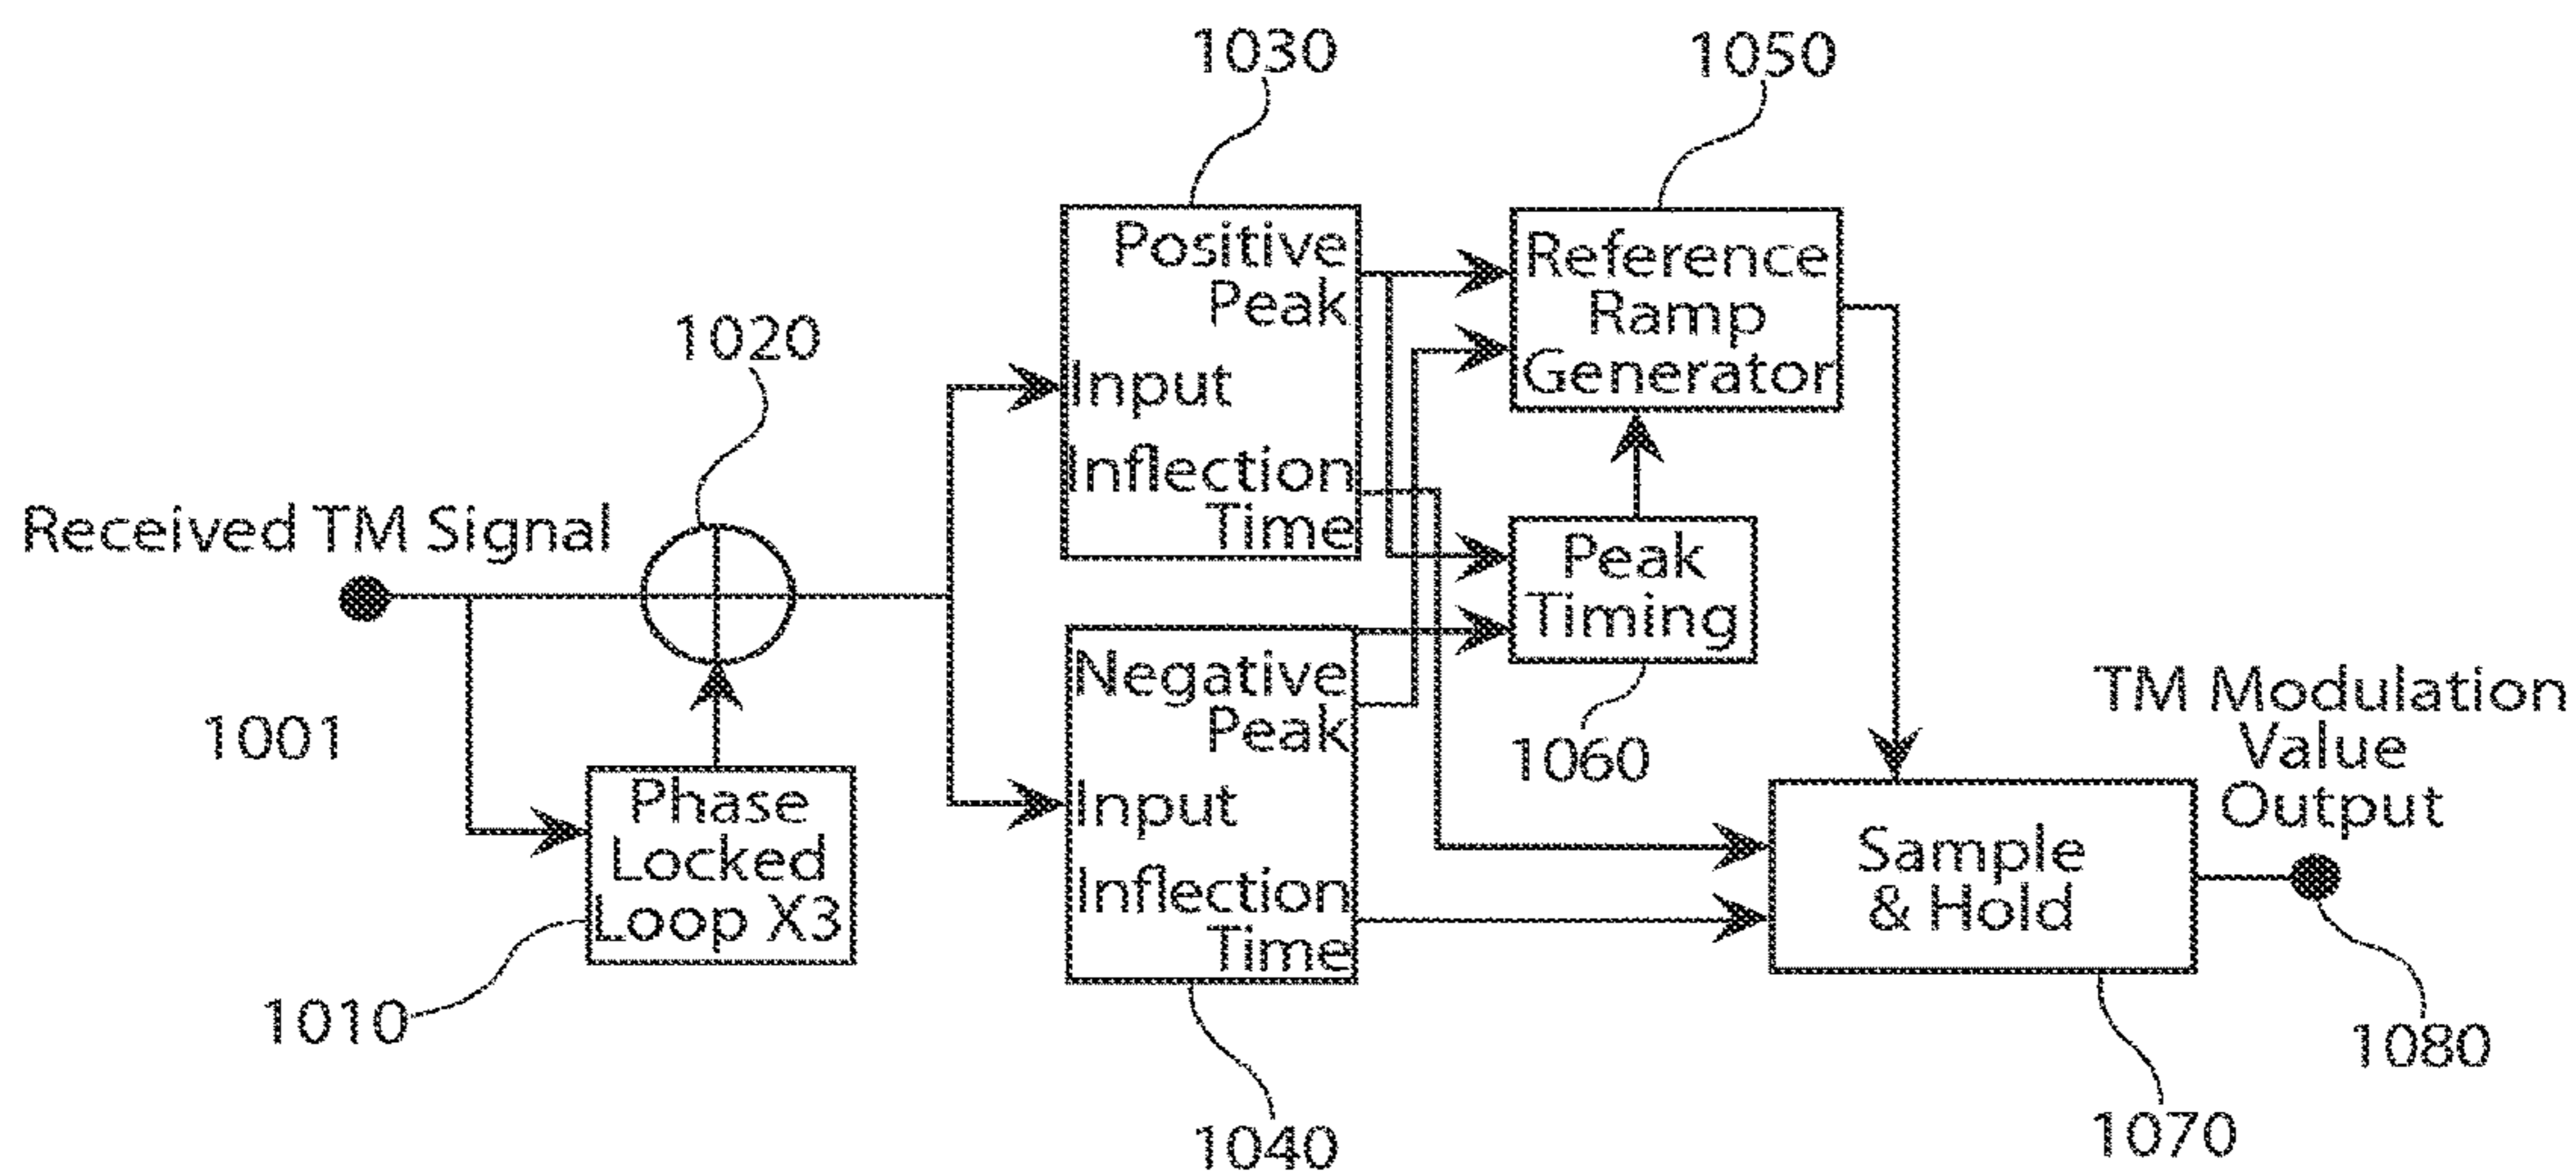 1030
1050
Positive
Peak
Input
Inflection
Time
Reference
Ramp
Generator
1020
Received TM Signal
Peak
Timing
1060
1001
Phase
Locked
Loop X3
1010
Negative
Peak
Input
Inflection
Time
1040
TM Modulation
Value
Output
Sample
& Hold
1080
1070